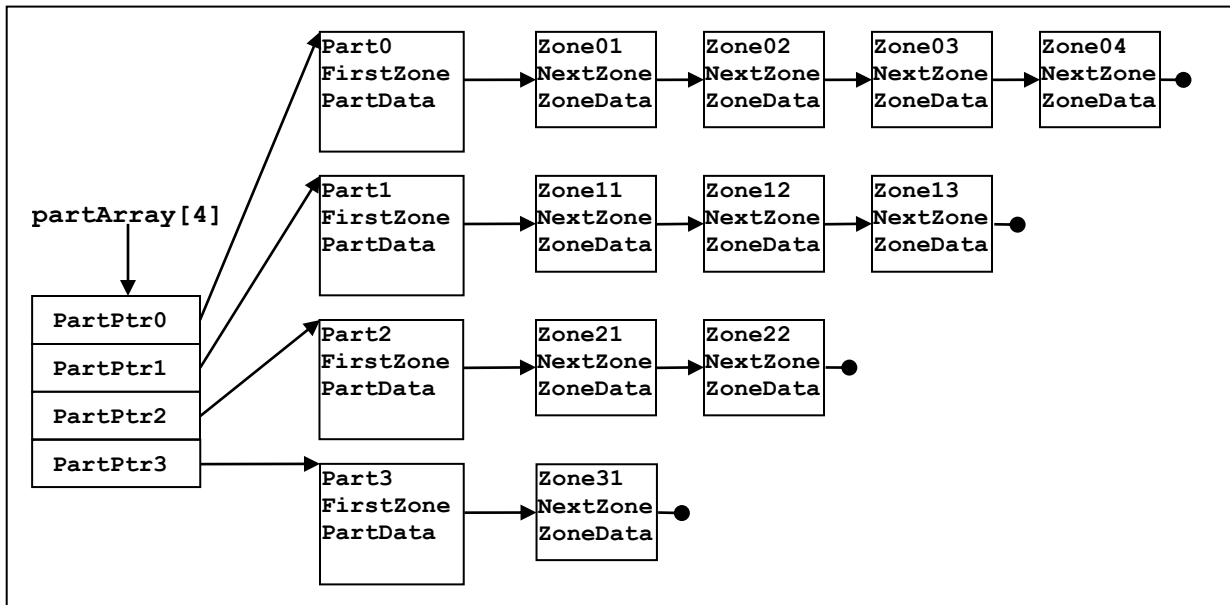 Part0
FirstZone
PartData
Zone01
NextZone
ZoneData
Zone02
NextZone
ZoneData
Zone03
NextZone
ZoneData
Zone04
NextZone
ZoneData
Part1
FirstZone
PartData
Zone11
NextZone
ZoneData
Zone12
NextZone
ZoneData
Zone13
NextZone
ZoneData
partArray[4]
PartPtr0
PartPtr1
PartPtr2
PartPtr3
Part2
FirstZone
PartData
Zone21
NextZone
ZoneData
Zone22
NextZone
ZoneData
Part3
FirstZone
PartData
Zone31
NextZone
ZoneData